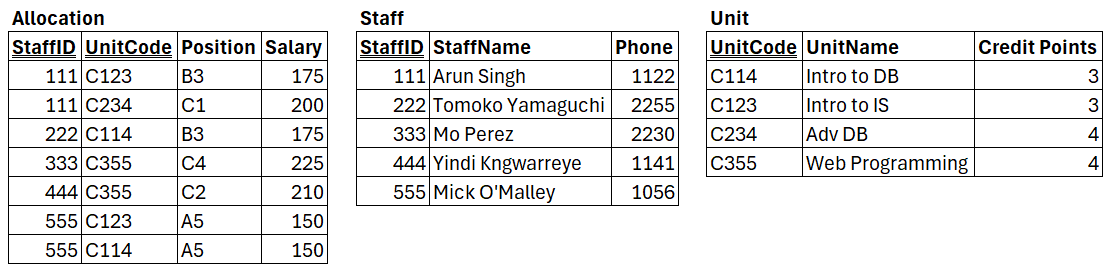 Allocation
StaffID UnitCode Position Salary
111 C123 B3 175
111 C234 C1 200
222 C114 B3 175
333 C355 C4 225
444 C355 C2 210
555 C123 A5 150
555 C114 A5 150
Staff
StaffID StaffName Phone
111 Arun Singh 1122
222 Tomoko Yamaguchi 2255
333 Mo Perez 2230
444 Yindi Kngwarreye 1141
555 Mick O'Malley 1056
Unit
UnitCode UnitName Credit Points
C114 Intro to DB 3
C123 Intro to IS 3
C234 Adv DB 4
C355 Web Programming 4